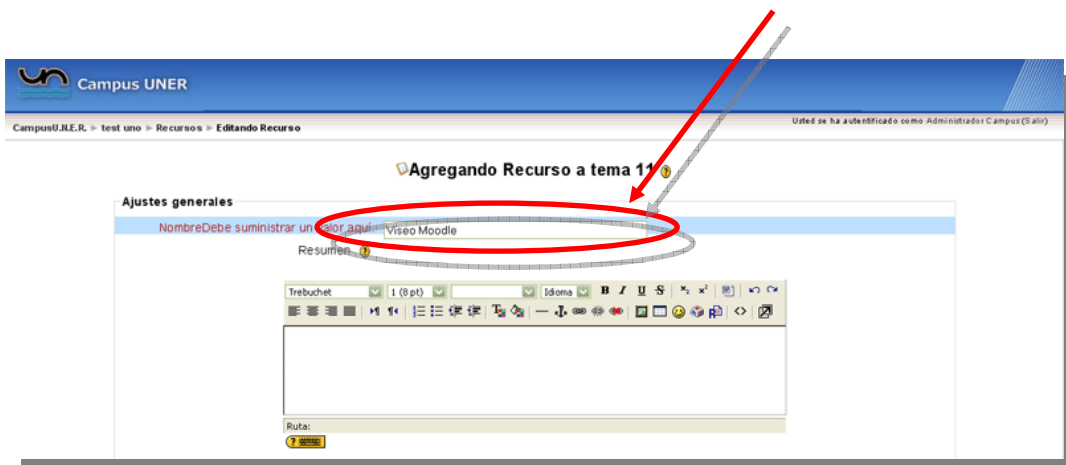 Campus UNER
CampusU.N.E.R. ► test uno ► Recursos ► Editando Recurso
Usted se ha autentificado como Administrador Campus (Salir)
Agregando Recurso a tema 11
Ajustes generales
NombreDebe suministrar un valor aquí Viseo Moodle
Resumen
Trebuchet 1 (8 pt) Idioma B I U S
Ruta: